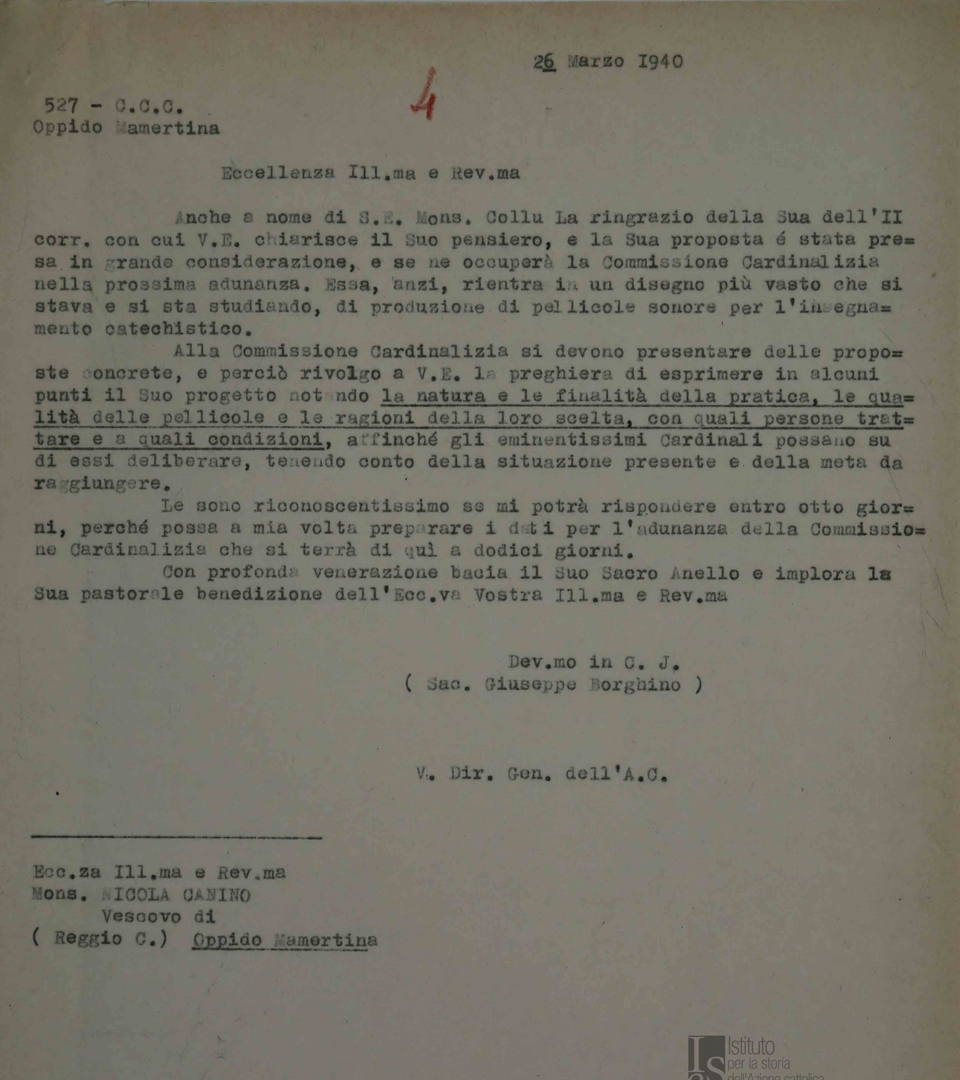 26 Marzo 1940
4
527 - C.C.C.
Oppido Mamertina
Eccellenza Ill.ma e Rev.ma
Anche a nome di S.E. Mons. Collu La ringrazio della Sua dell'II
corr. con cui V.E. chiarisce il Suo pensiero, e la Sua proposta é stata pre=
sa in grande considerazione, e se ne occuperà la Commissione Cardinalizia
nella prossima adunanza. Essa, anzi, rientra in un disegno più vasto che si
stava e si sta studiando, di produzione di pellicole sonore per l'insegna=
mento catechistico.
Alla Commissione Cardinalizia si devono presentare delle propo=
ste concrete, e perciò rivolgo a V.E. la preghiera di esprimere in alcuni
punti il Suo progetto notando la natura e le finalità della pratica, le qua=
lità delle pellicole e le ragioni della loro scelta, con quali persone trat=
tare e a quali condizioni, affinché gli eminentissimi Cardinali possano su
di essi deliberare, tenendo conto della situazione presente e della meta da
raggiungere.
Le sono riconoscentissimo se mi potrà rispondere entro otto gior=
ni, perché possa a mia volta preparare i dati per l'adunanza della Commissio=
ne Cardinalizia che si terrà di quì a dodici giorni.
Con profonda venerazione bacia il Suo Sacro Anello e implora la
Sua pastorale benedizione dell'Ecc.va Vostra Ill.ma e Rev.ma
Dev.mo in C. J.
( Sac. Giuseppe Borghino )
V. Dir. Gen. dell'A.C.
Ecc.za Ill.ma e Rev.ma
Mons. NICOLA CANINO
Vescovo di
( Reggio C.) Oppido Mamertina
Istituto
per la storia
dell'Azione cattolica